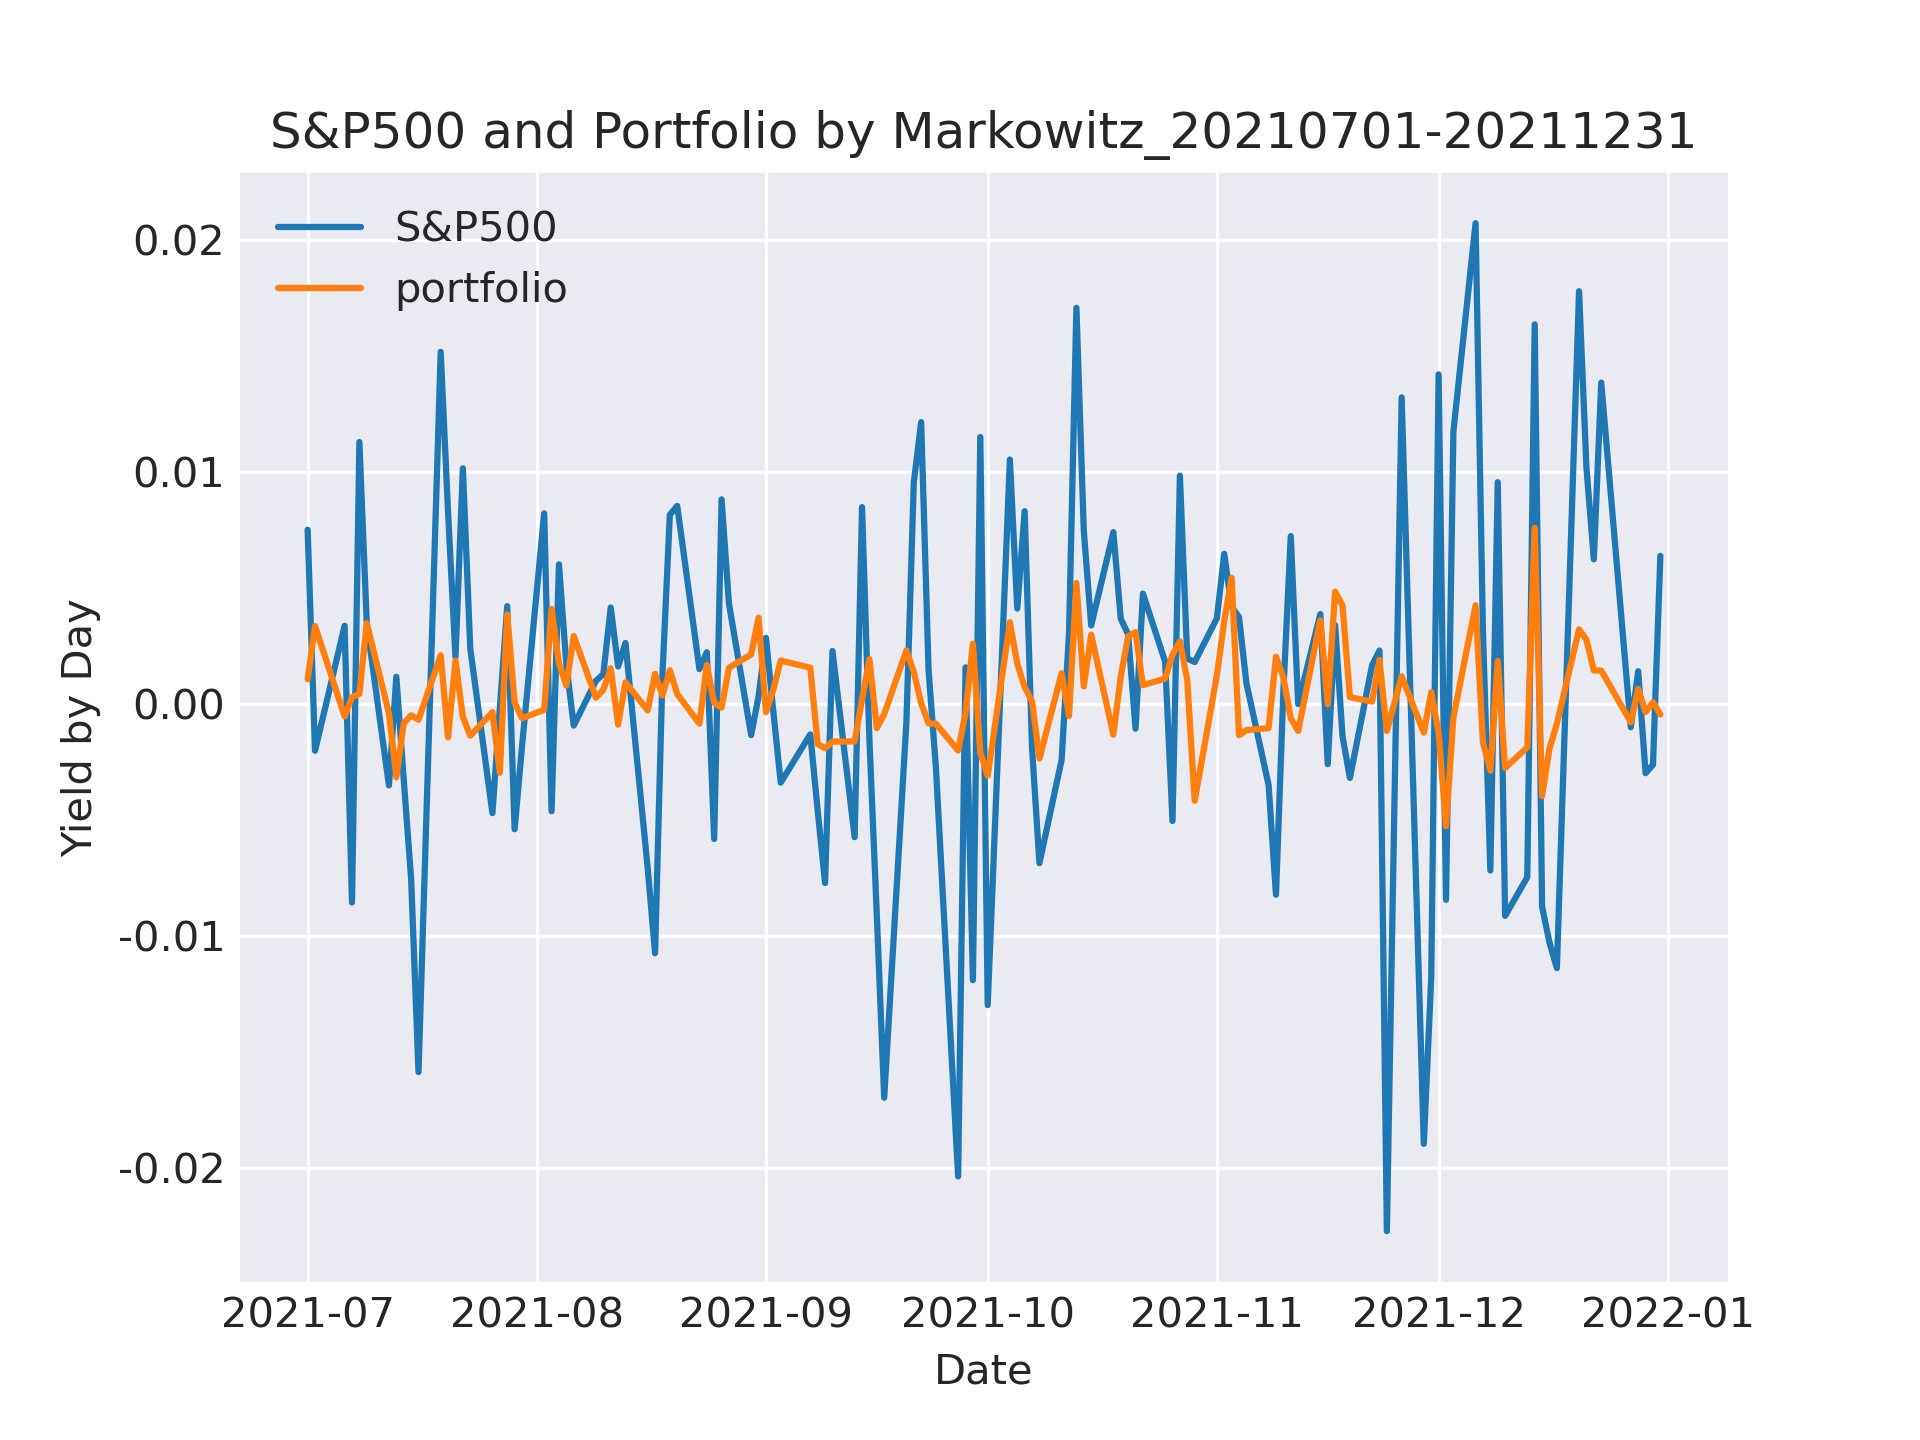 S&P500 and Portfolio by Markowitz_20210701-20211231
S&P500
portfolio
0.02
0.01
0.00
-0.01
-0.02
Yield by Day
2021-07 2021-08 2021-09 2021-10 2021-11 2021-12 2022-01
Date